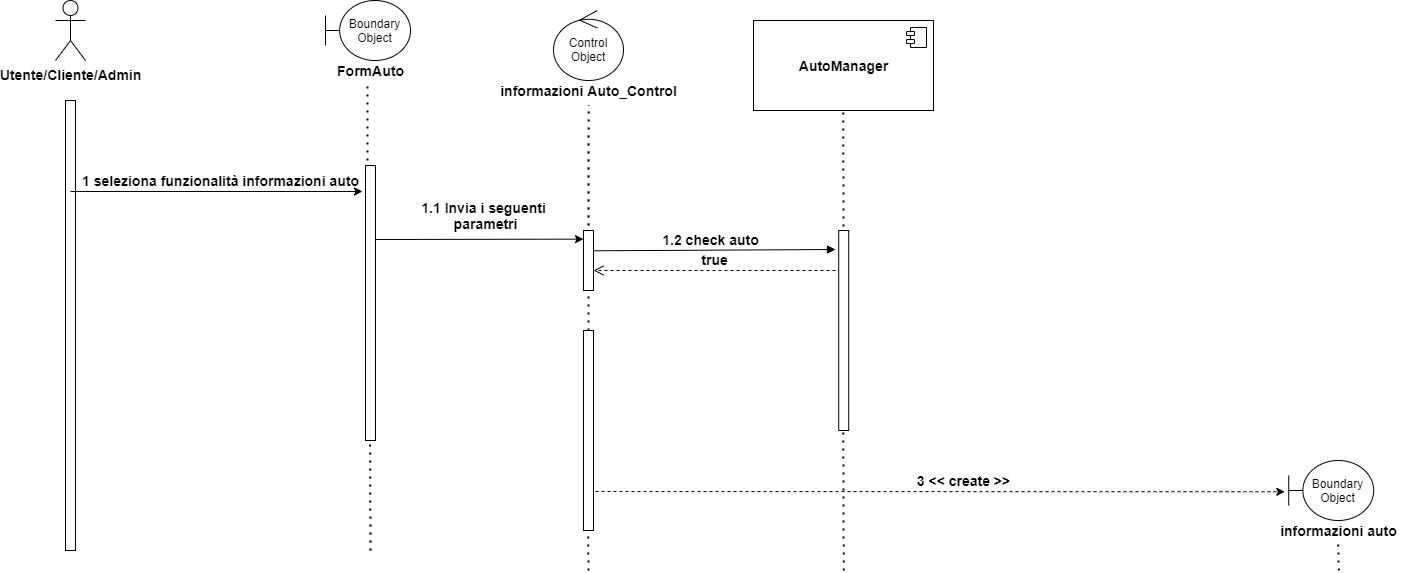 Boundary
Object
Control
Object
Utente/Cliente/Admin
FormAuto
informazioni Auto_Control
AutoManager
1 seleziona funzionalità informazioni auto
1.1 Invia i seguenti
parametri
1.2 check auto
true
3 << create >>
Boundary
Object
informazioni auto